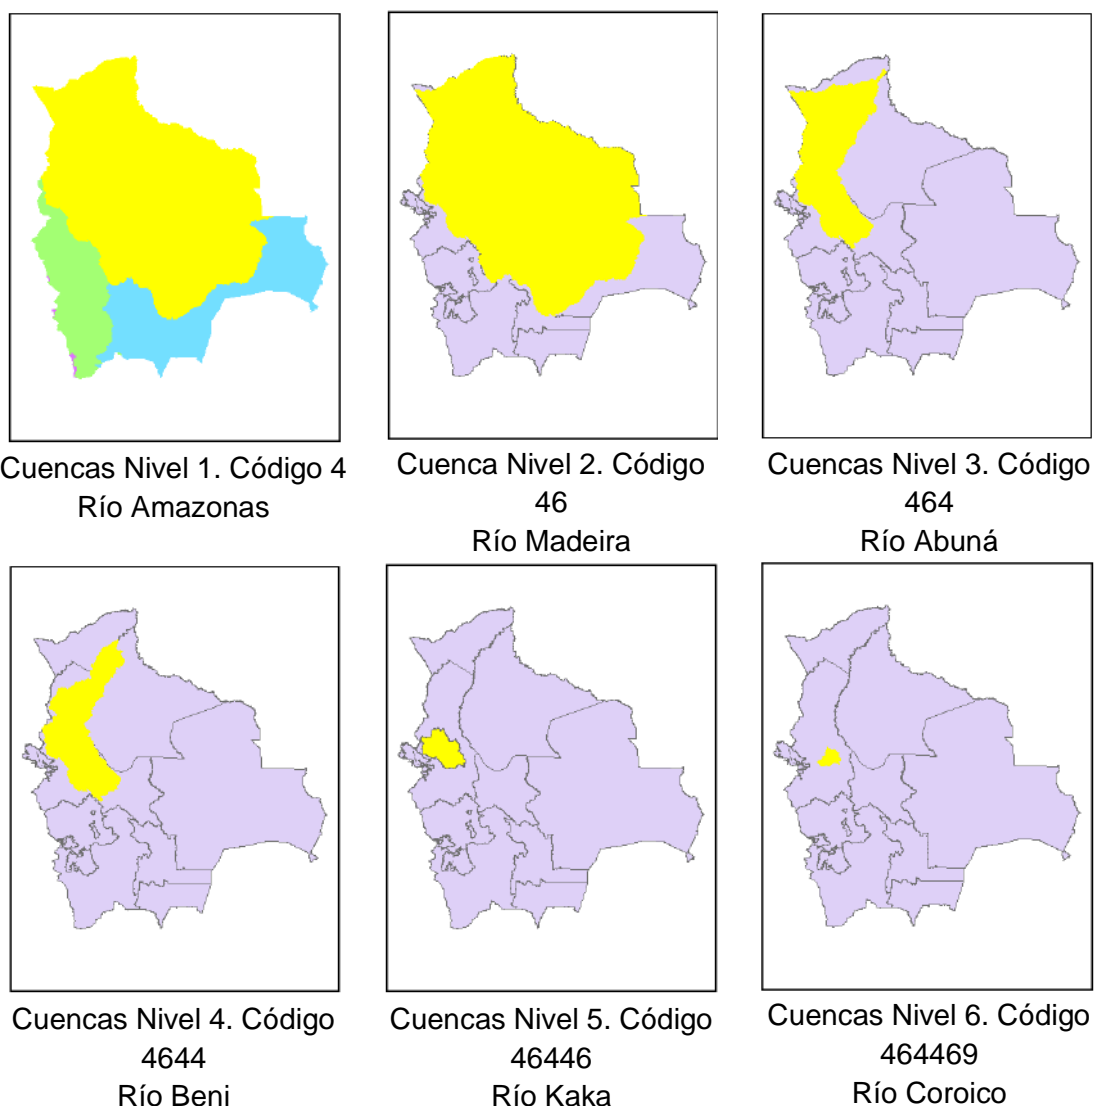 Cuencas Nivel 1. Código 4
Río Amazonas
Cuenca Nivel 2. Código
46
Río Madeira
Cuencas Nivel 3. Código
464
Río Abuná
Cuencas Nivel 4. Código
4644
Río Beni
Cuencas Nivel 5. Código
46446
Río Kaka
Cuencas Nivel 6. Código
464469
Río Coroico